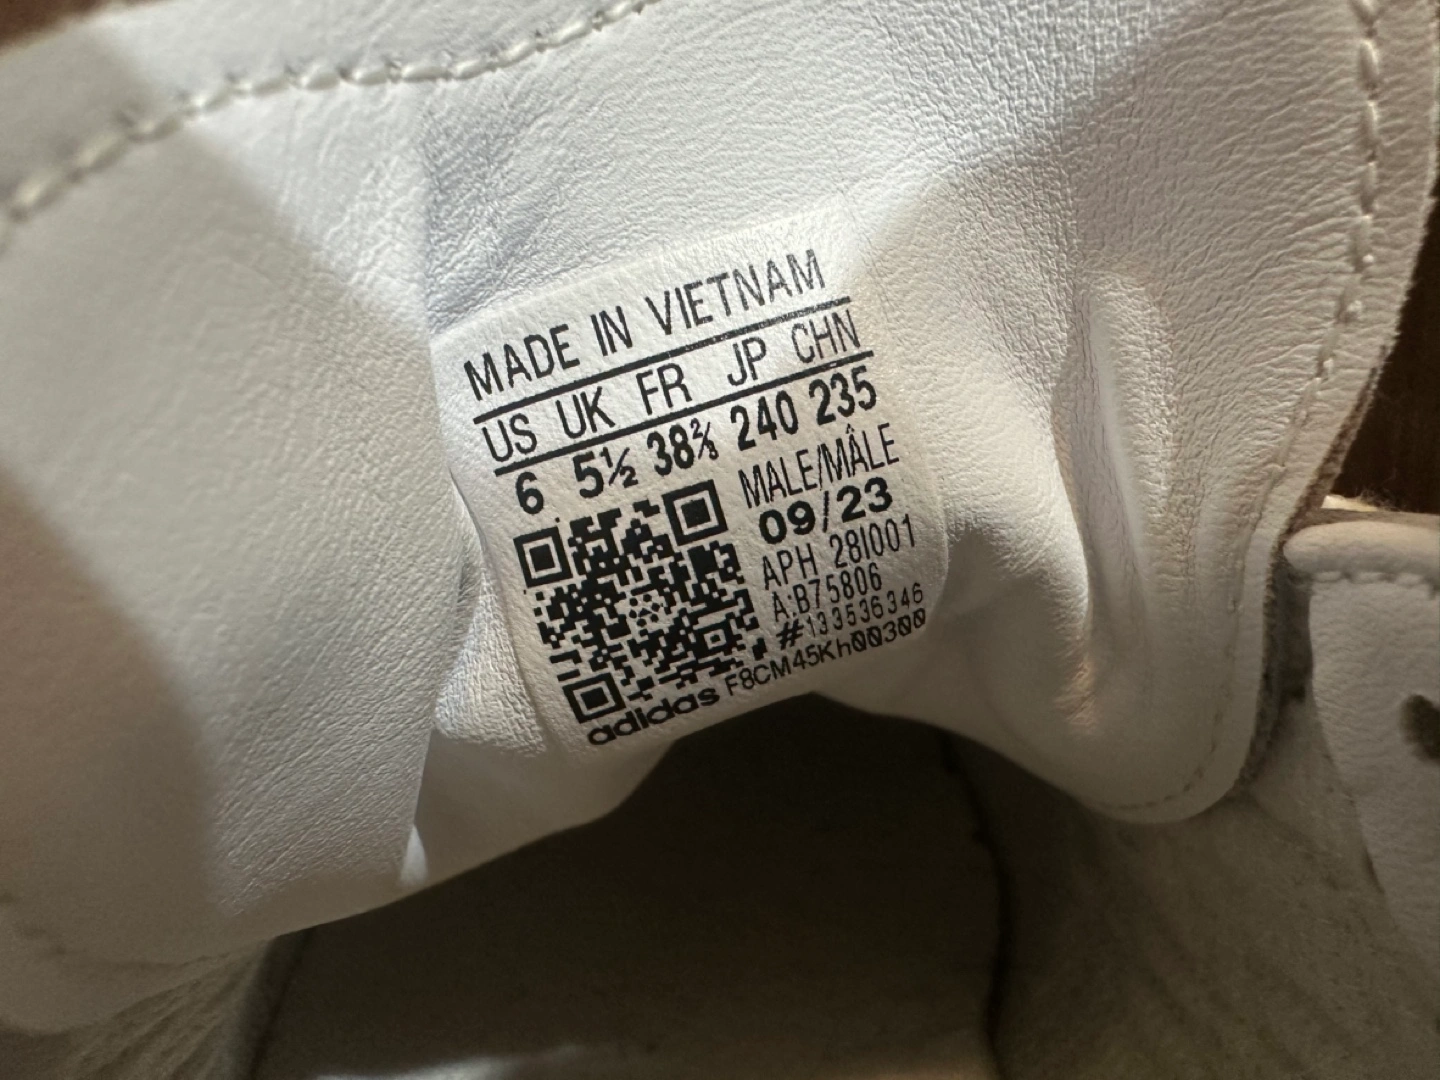 MADE IN VIETNAM
US UK FR JP CHN
6 5½ 38⅔ 240 235
MALE/MÂLE
09/23
APH 28I001
A:B75806
#133536346
adidas F8CM45Kh00300